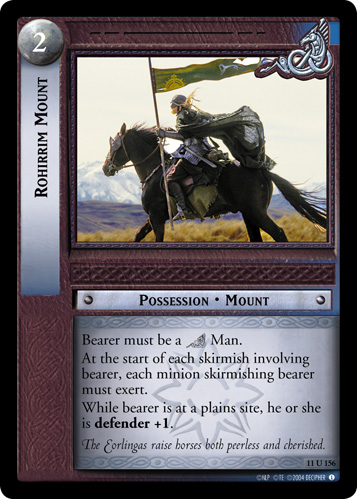 2
ROHIRRIM MOUNT
POSSESSION • MOUNT
Bearer must be a Man.
At the start of each skirmish involving
bearer, each minion skirmishing bearer
must exert.
While bearer is at a plains site, he or she
is defender +1.
The Eorlingas raise horses both peerless and cherished.
11 U 156
©NLP ©TE ©2004 DECIPHER